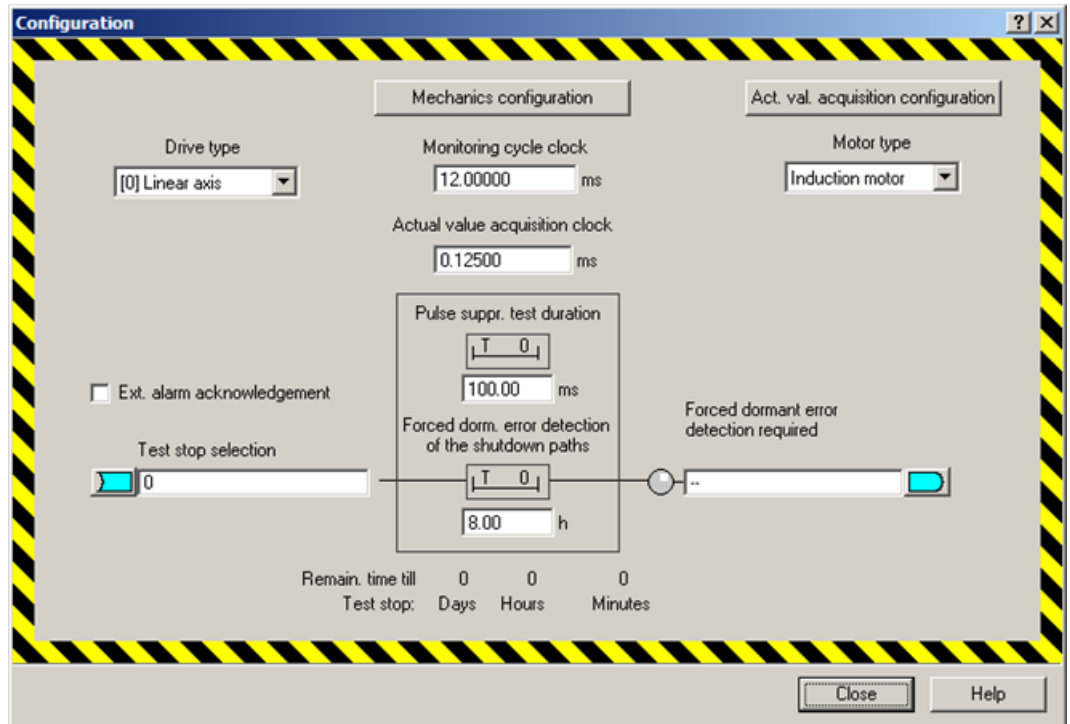 Configuration
Mechanics configuration
Act. val. acquisition configuration
Drive type
Monitoring cycle clock
Motor type
[0] Linear axis
12.00000 ms
Induction motor
Actual value acquisition clock
0.12500 ms
Pulse suppr. test duration
T 0
100.00 ms
Ext. alarm acknowledgement
Forced dorm. error detection
of the shutdown paths
Forced dormant error
detection required
Test stop selection
0
T 0
--
8.00 h
Remain. time till 0 0 0
Test stop: Days Hours Minutes
Close
Help